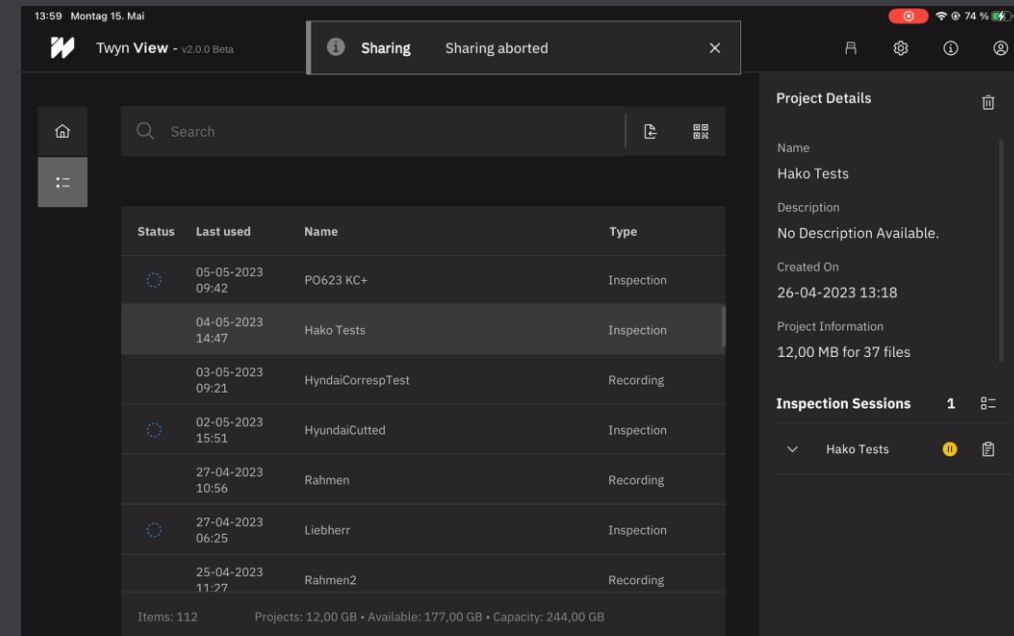 13:59 Montag 15. Mai
74 %
Twyn View - v2.0.0 Beta
Sharing Sharing aborted
Search
Status Last used Name Type
05-05-2023
09:42
PO623 KC+ Inspection
04-05-2023
14:47
Hako Tests Inspection
03-05-2023
09:21
HyndaiCorrespTest Recording
02-05-2023
15:51
HyundaiCutted Inspection
27-04-2023
10:56
Rahmen Recording
27-04-2023
06:25
Liebherr Inspection
25-04-2023
11:27
Rahmen2 Recording
Items: 112 Projects: 12,00 GB • Available: 177,00 GB • Capacity: 244,00 GB
Project Details
Name
Hako Tests
Description
No Description Available.
Created On
26-04-2023 13:18
Project Information
12,00 MB for 37 files
Inspection Sessions 1
Hako Tests